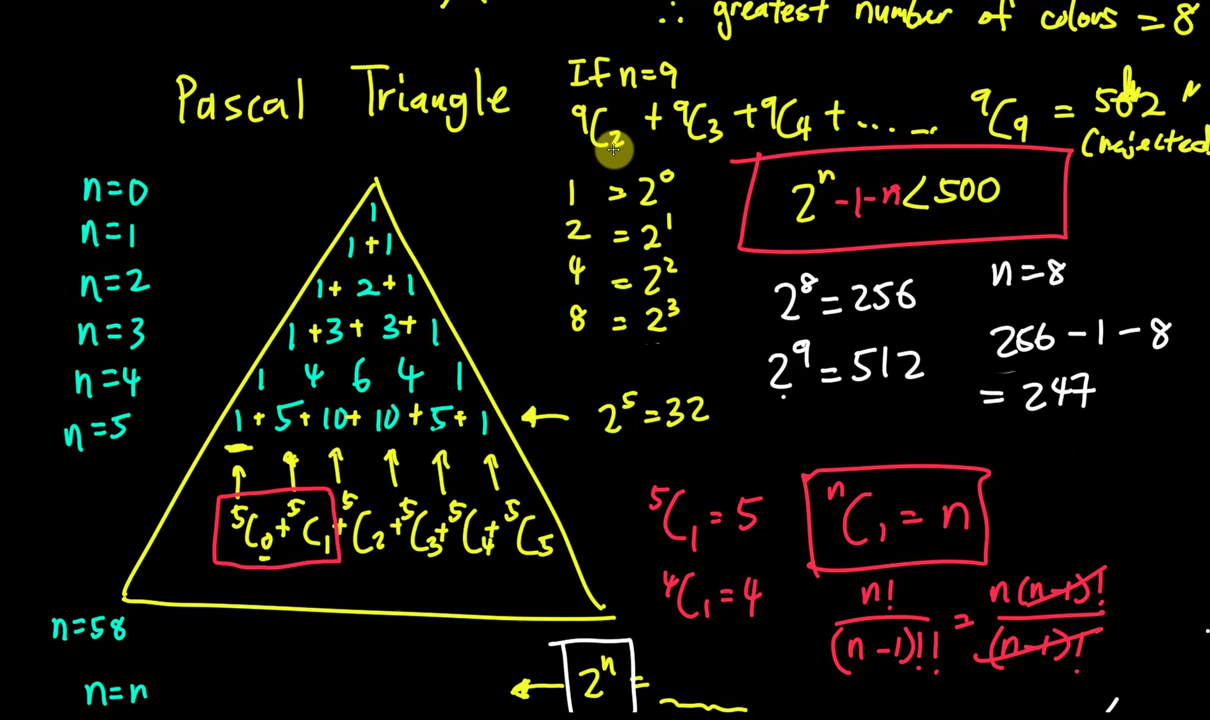 ∴ greatest number of colors = 8
Pascal Triangle
If n=9
⁹C₂ + ⁹C₃ + ⁹C₄ + ...... ⁹C₉ = 502
(rejected)
n=0
n=1
n=2
n=3
n=4
n=5
1
1 + 1
1 + 2 + 1
1 + 3 + 3 + 1
1 4 6 4 1
1 + 5 + 10 + 10 + 5 + 1 ← 2⁵ = 32
⁵C₀ + ⁵C₁ + ⁵C₂ + ⁵C₃ + ⁵C₄ + ⁵C₅
1 = 2⁰
2 = 2¹
4 = 2²
8 = 2³
2ⁿ -1-n < 500
2⁸ = 256
2⁹ = 512
n=8
256 - 1 - 8
= 247
⁵C₁ = 5
ⁿC₁ = n
⁴C₁ = 4
n!/(n-1)!1! = n(n-1)!/(n-1)!
n=58
n=n
← 2ⁿ =